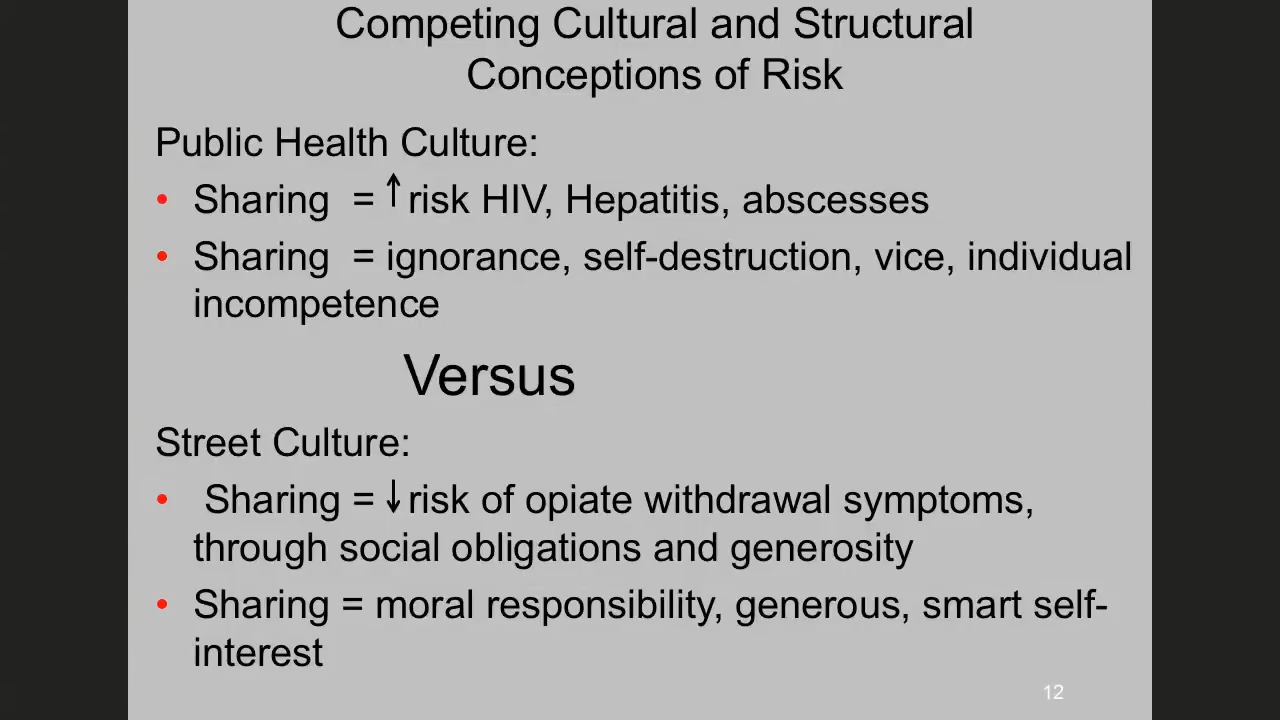 Competing Cultural and Structural
Conceptions of Risk
Public Health Culture:
• Sharing = ↑ risk HIV, Hepatitis, abscesses
• Sharing = ignorance, self-destruction, vice, individual
incompetence
Versus
Street Culture:
• Sharing = ↓ risk of opiate withdrawal symptoms,
through social obligations and generosity
• Sharing = moral responsibility, generous, smart self-
interest
12